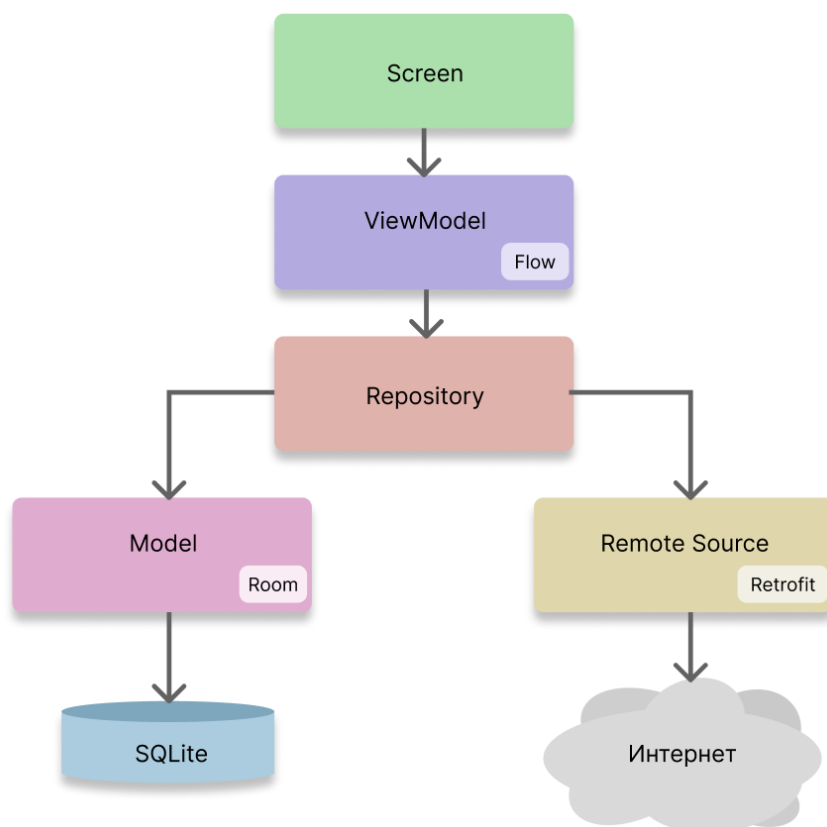 Screen
ViewModel
Flow
Repository
Model
Room
Remote Source
Retrofit
SQLite
Интернет